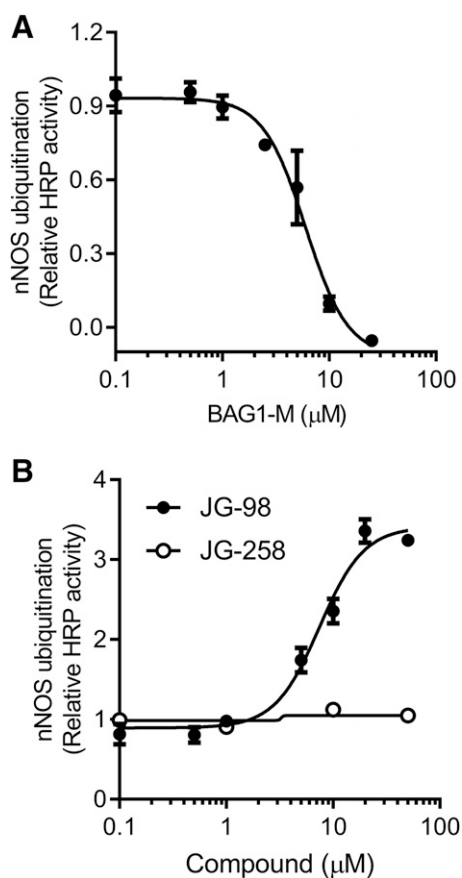 A
nNOS ubiquitination
(Relative HRP activity)
1.2
0.9
0.6
0.3
0.0
0.1
1
10
100
BAG1-M (μM)
B
nNOS ubiquitination
(Relative HRP activity)
4
3
2
1
0
JG-98
JG-258
0.1
1
10
100
Compound (μM)